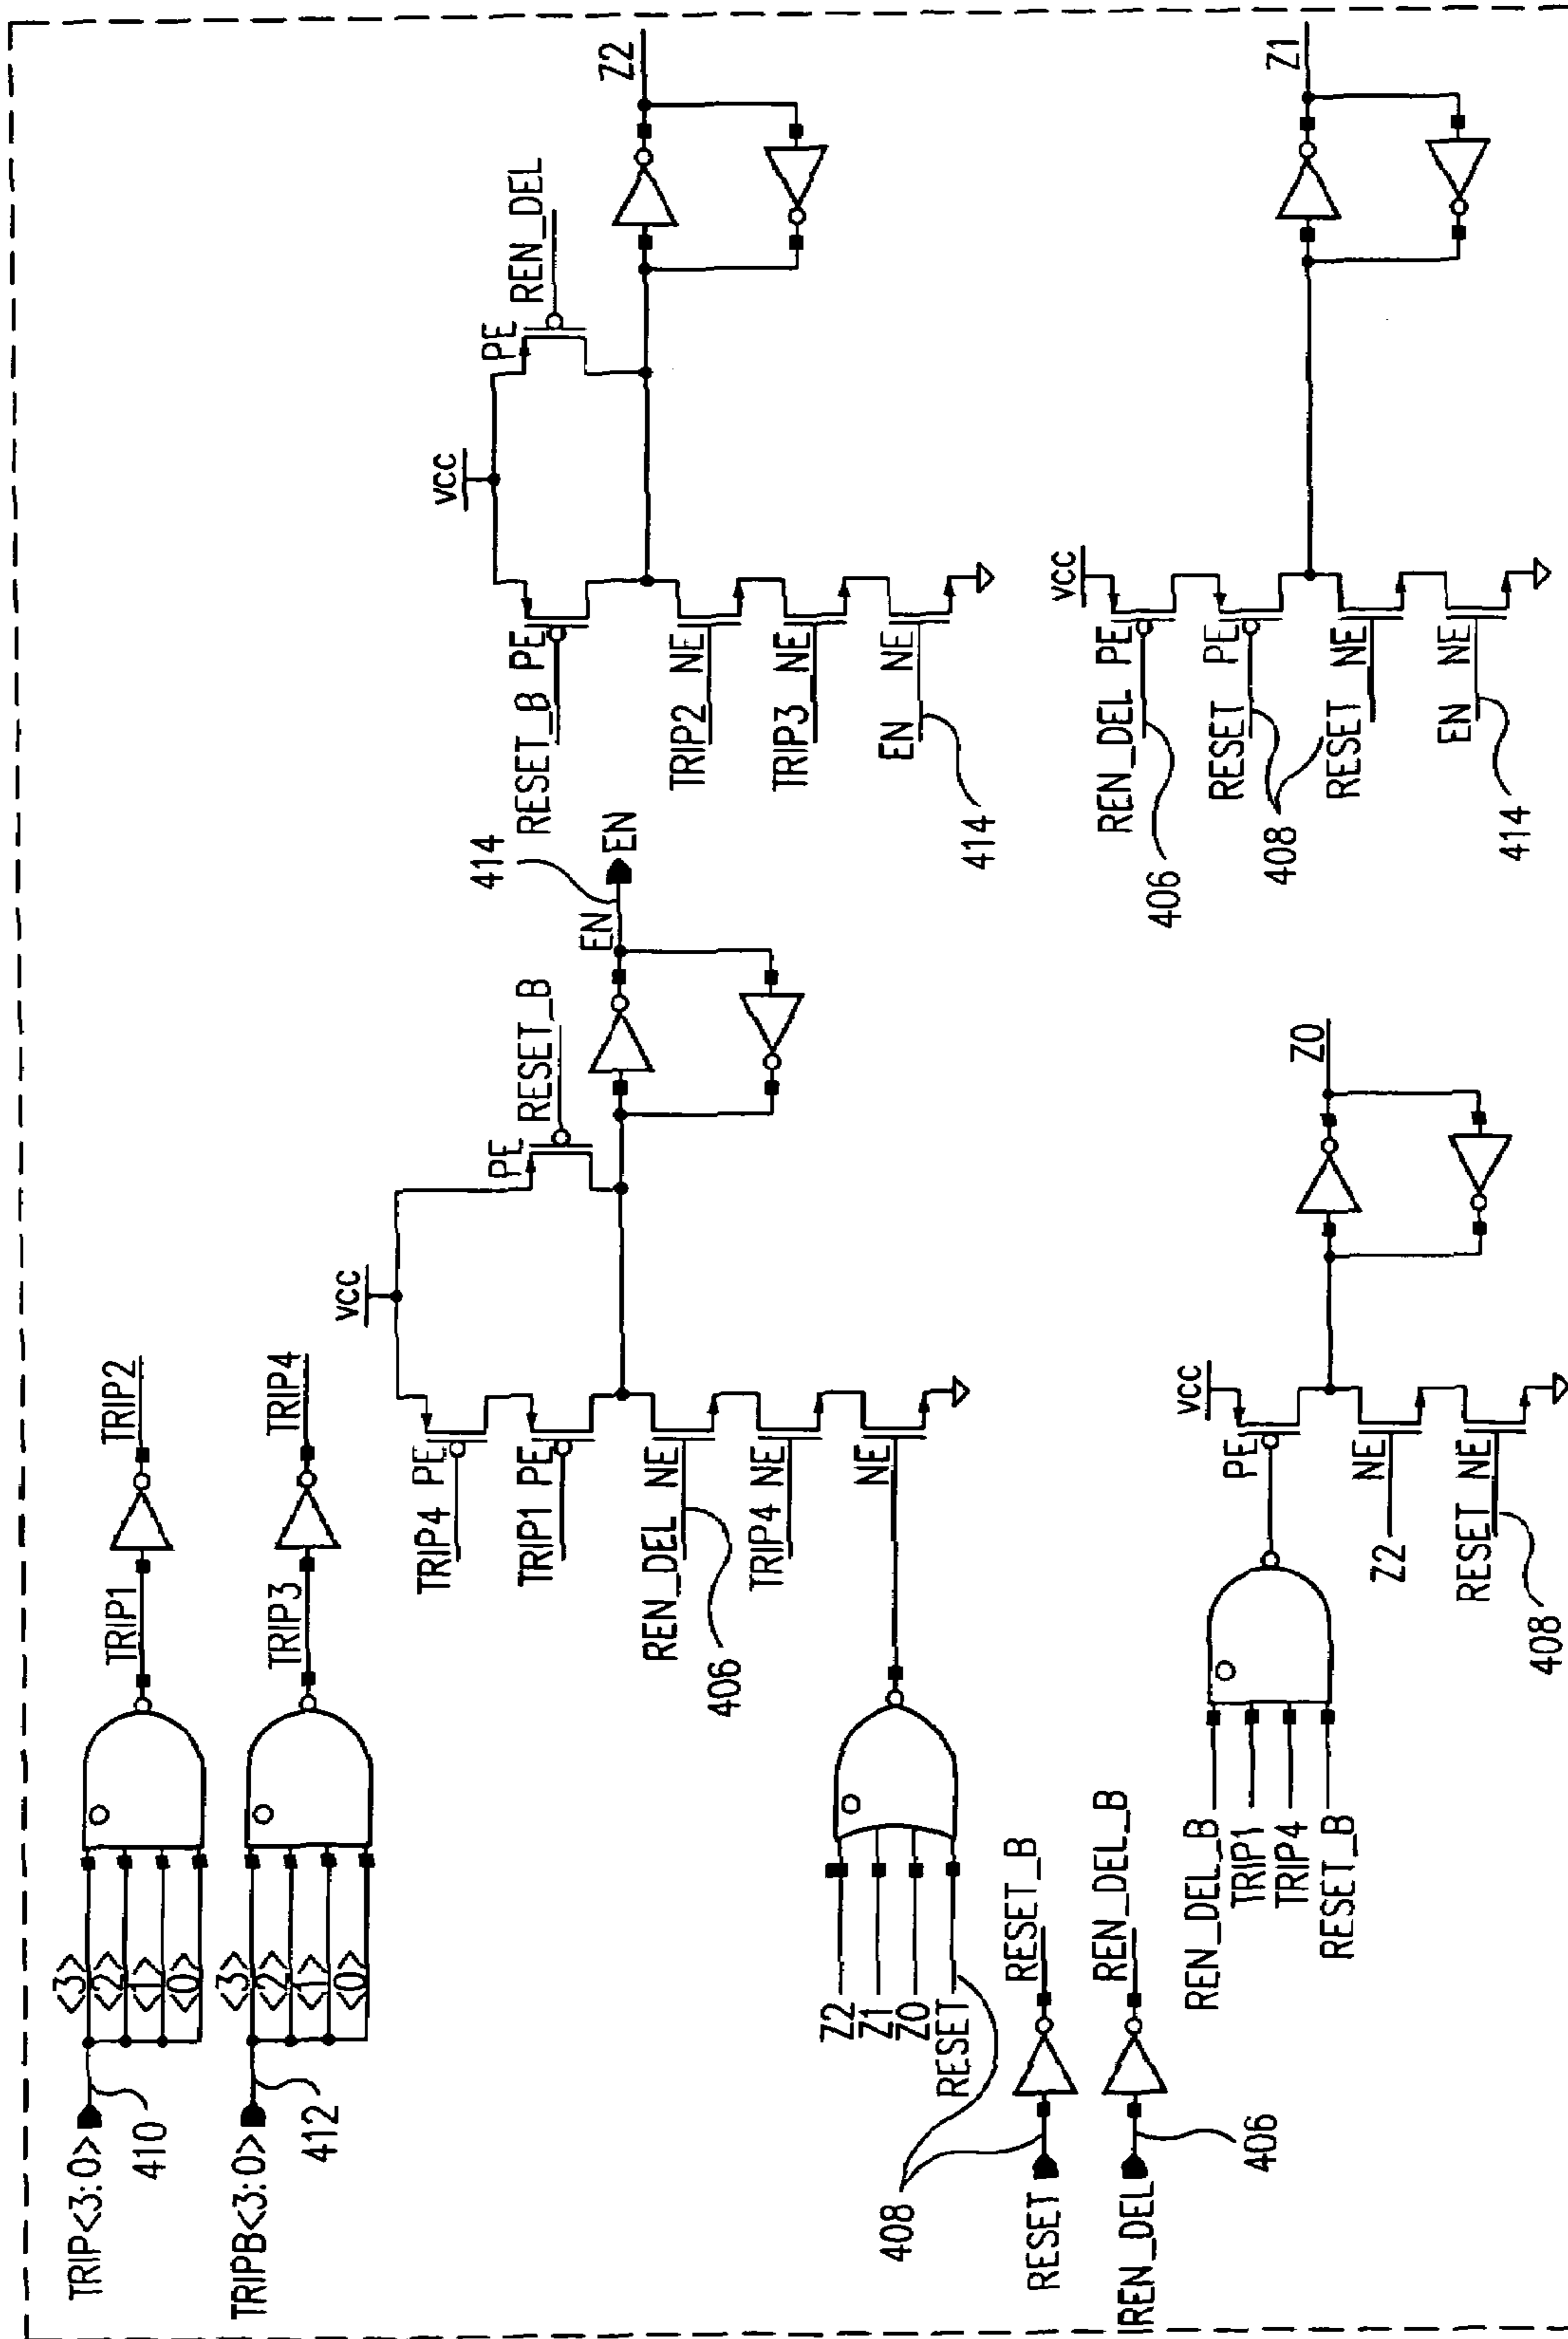 TRIP<3:0>
410
<3>
<2>
<1>
<0>
TRIP1
TRIP2
TRIPB<3:0>
412
<3>
<2>
<1>
<0>
TRIP3
TRIP4
VCC
TRIP4 PE
TRIP1 PE
PE
RESET_B
REN_DEL NE
406
TRIP4 NE
NE
EN
414
EN
Z2
Z1
Z0
RESET
408
RESET
RESET_B
REN_DEL
406
REN_DEL_B
VCC
RESET_B PE
PE
REN_DEL
TRIP2 NE
TRIP3 NE
EN NE
414
Z2
REN_DEL_B
TRIP1
TRIP4
RESET_B
VCC
PE
NE
Z2
RESET NE
408
Z0
VCC
REN_DEL PE
406
RESET PE
408
RESET NE
EN NE
414
Z1